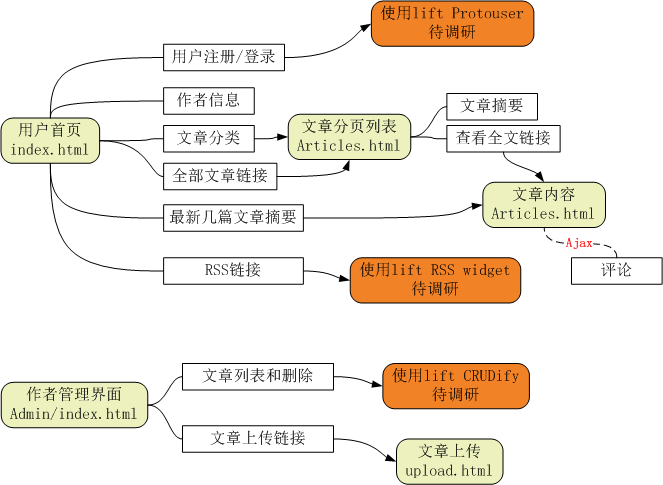 使用lift Protouser
待调研
用户注册/登录
作者信息
用户首页
index.html
文章分类
全部文章链接
文章分页列表
Articles.html
文章摘要
查看全文链接
文章内容
Articles.html
最新几篇文章摘要
Ajax
评论
RSS链接
使用lift RSS widget
待调研
作者管理界面
Admin/index.html
文章列表和删除
使用lift CRUDify
待调研
文章上传链接
文章上传
upload.html